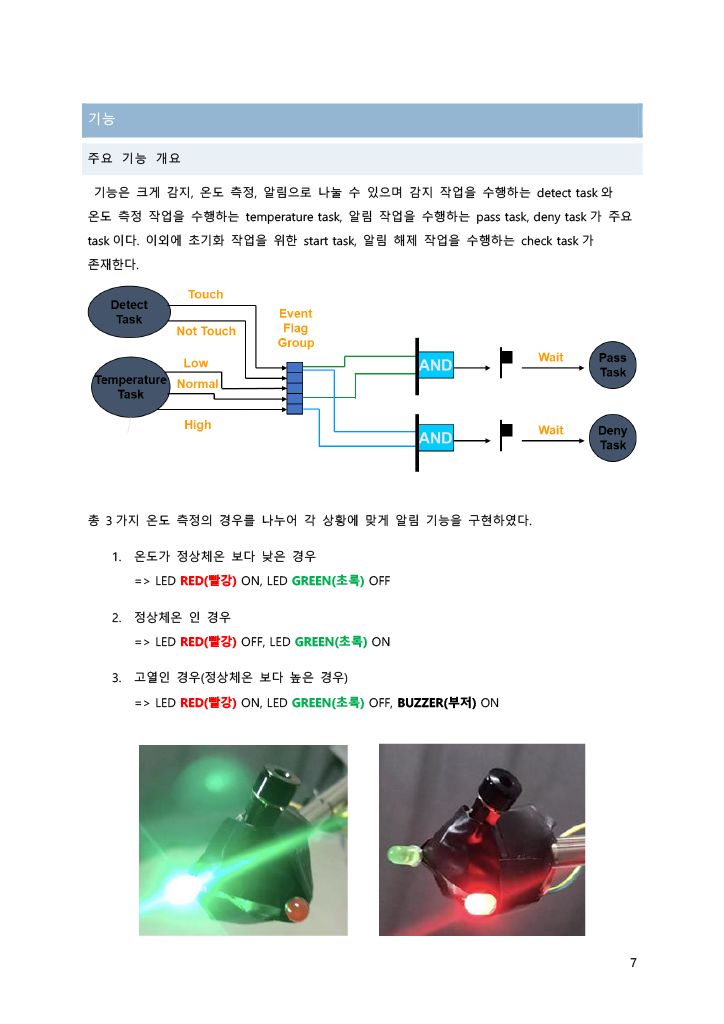 기능
주요 기능 개요
기능은 크게 감지, 온도 측정, 알림으로 나눌 수 있으며 감지 작업을 수행하는 detect task 와
온도 측정 작업을 수행하는 temperature task, 알림 작업을 수행하는 pass task, deny task 가 주요
task 이다. 이외에 초기화 작업을 위한 start task, 알림 해제 작업을 수행하는 check task 가
존재한다.
Detect
Task
Touch
Not Touch
Event
Flag
Group
Temperature
Task
Low
Normal
High
AND
Wait
Pass
Task
AND
Wait
Deny
Task
총 3 가지 온도 측정의 경우를 나누어 각 상황에 맞게 알림 기능을 구현하였다.
1. 온도가 정상체온 보다 낮은 경우
=> LED RED(빨강) ON, LED GREEN(초록) OFF
2. 정상체온 인 경우
=> LED RED(빨강) OFF, LED GREEN(초록) ON
3. 고열인 경우(정상체온 보다 높은 경우)
=> LED RED(빨강) ON, LED GREEN(초록) OFF, BUZZER(부저) ON
7